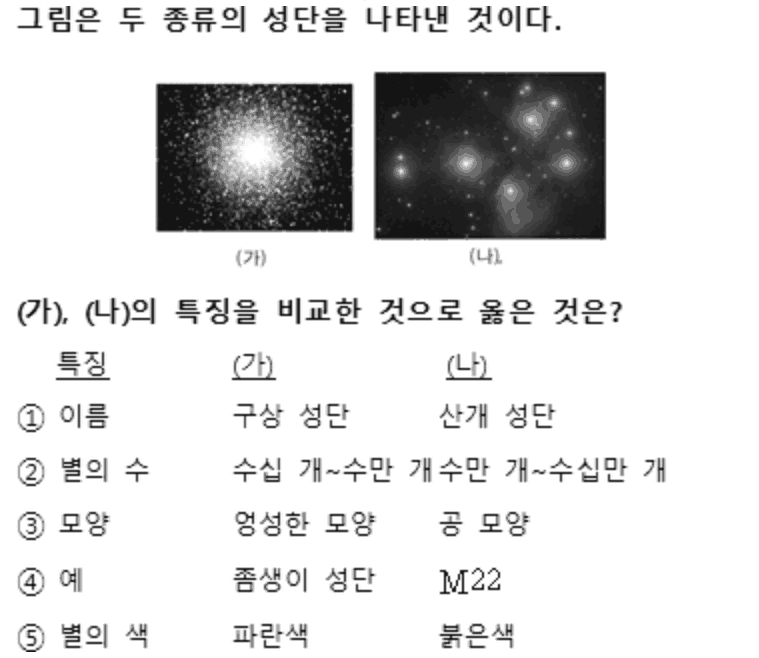 그림은 두 종류의 성단을 나타낸 것이다.
(가)
(나).
(가), (나)의 특징을 비교한 것으로 옳은 것은?
특징 (가) (나)
① 이름 구상 성단 산개 성단
② 별의 수 수십 개~수만 개 수만 개~수십만 개
③ 모양 엉성한 모양 공 모양
④ 예 좀생이 성단 M22
⑤ 별의 색 파란색 붉은색